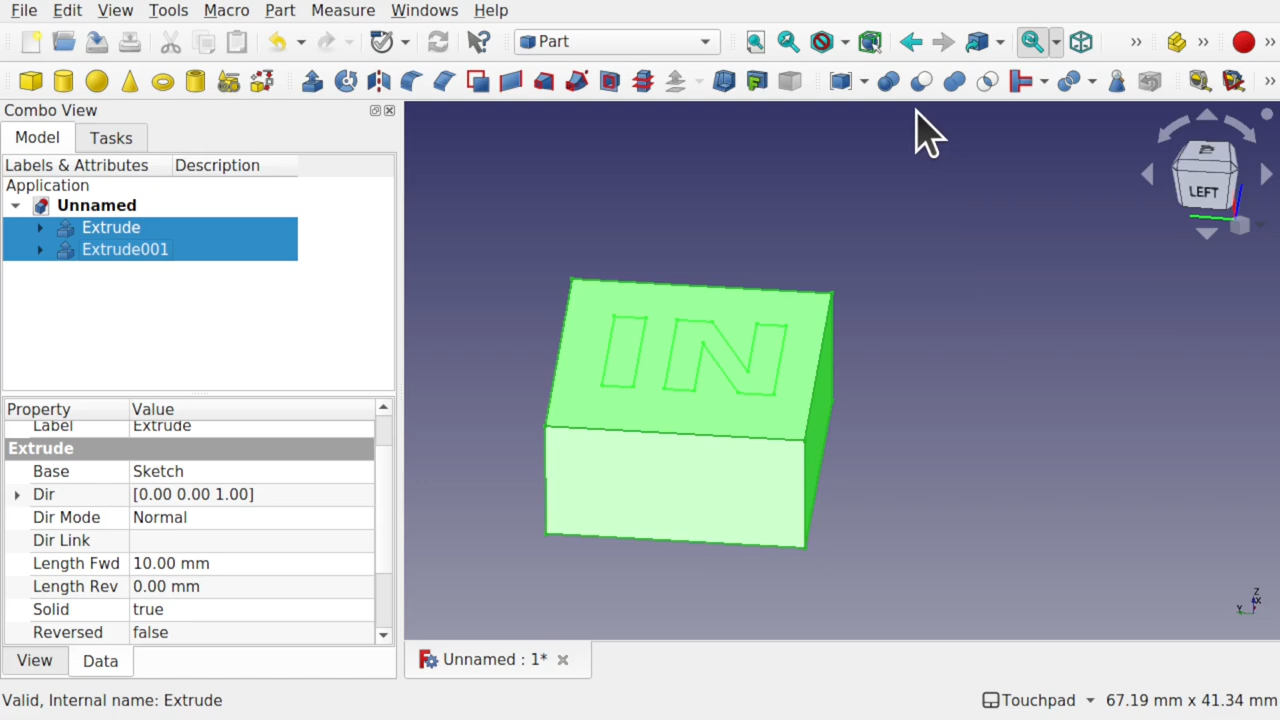 File Edit View Tools Macro Part Measure Windows Help
Part
Combo View
Model Tasks
Labels & Attributes Description
Application
Unnamed
Extrude
Extrude001
IN
LEFT
Property Value
Label Extrude
Extrude
Base Sketch
Dir [0.00 0.00 1.00]
Dir Mode Normal
Dir Link
Length Fwd 10.00 mm
Length Rev 0.00 mm
Solid true
Reversed false
Z
X
Y
View Data
Unnamed : 1*
Valid, Internal name: Extrude
Touchpad 67.19 mm x 41.34 mm